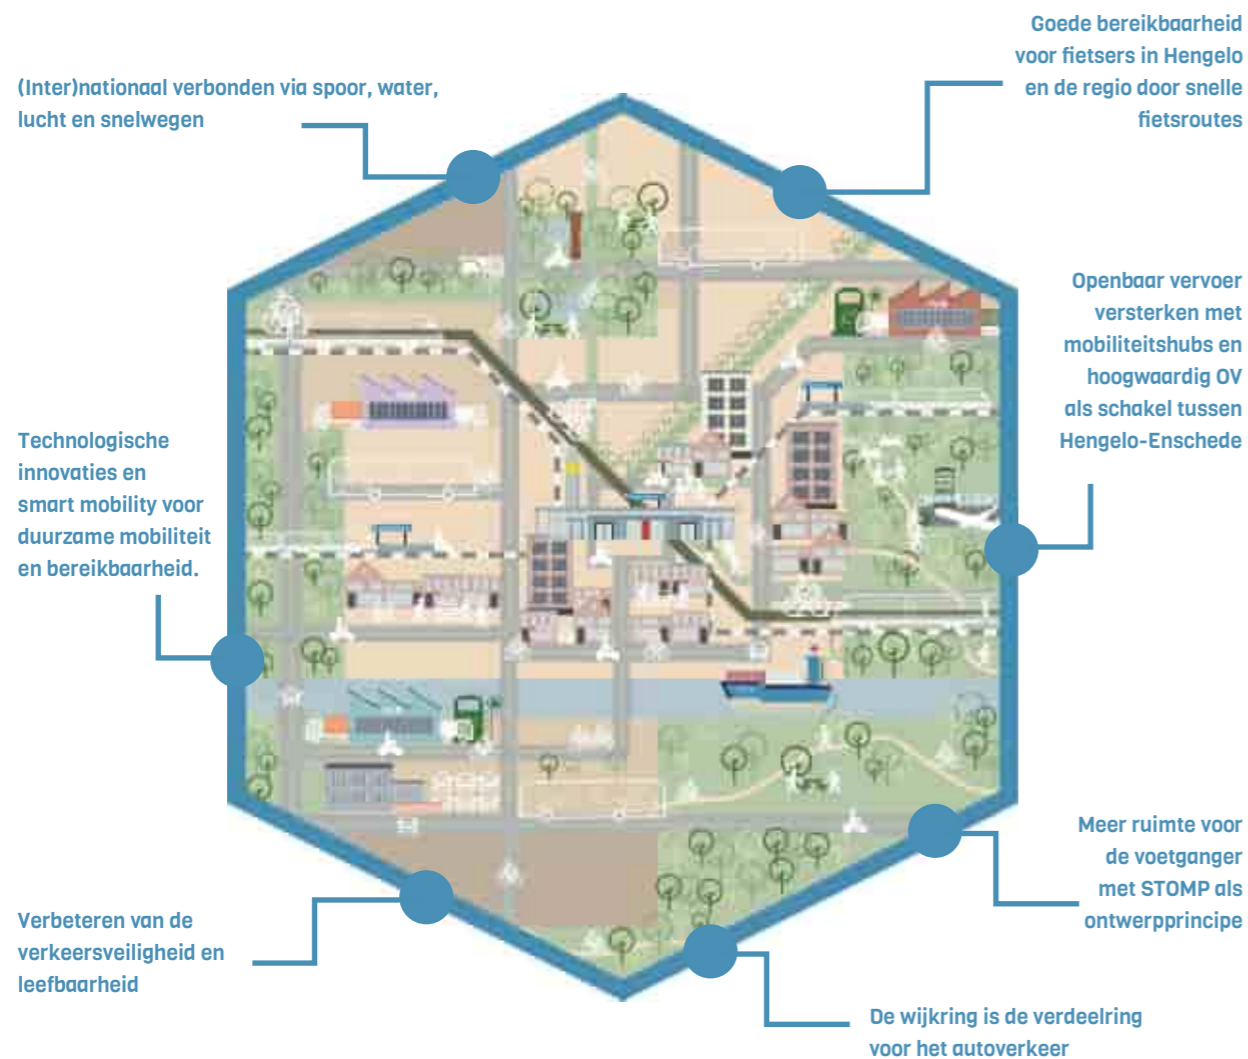 Goede bereikbaarheid
voor fietsers in Hengelo
en de regio door snelle
fietsroutes
(Inter)nationaal verbonden via spoor, water,
lucht en snelwegen
Openbaar vervoer
versterken met
mobiliteitshubs en
hoogwaardig OV
als schakel tussen
Hengelo-Enschede
Technologische
innovaties en
smart mobility voor
duurzame mobiliteit
en bereikbaarheid.
Meer ruimte voor
de voetganger
met STOMP als
ontwerpprincipe
Verbeteren van de
verkeersveiligheid en
leefbaarheid
De wijkring is de verdeelring
voor het autoverkeer